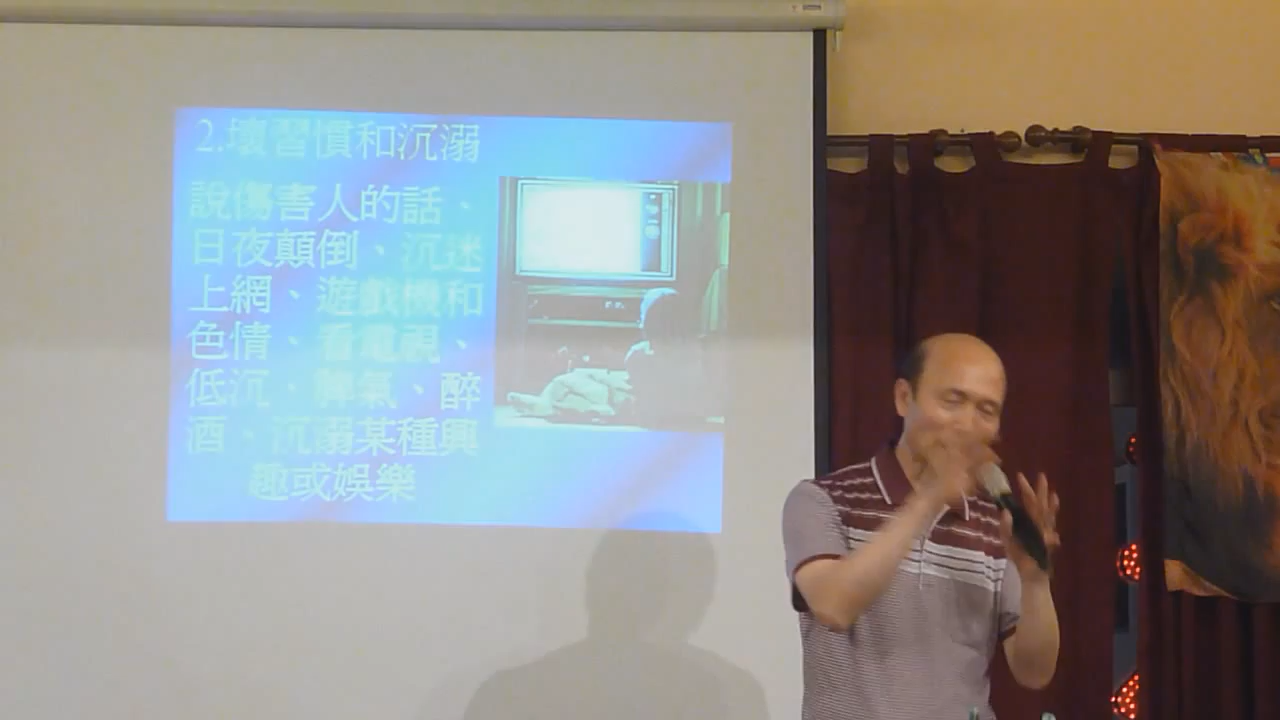 2.壞習慣和沉溺
說傷害人的話、
日夜顛倒、沉迷
上網、遊戲機和
色情、看電視、
低沉、脾氣、醉
酒、沉溺某種興
趣或娛樂